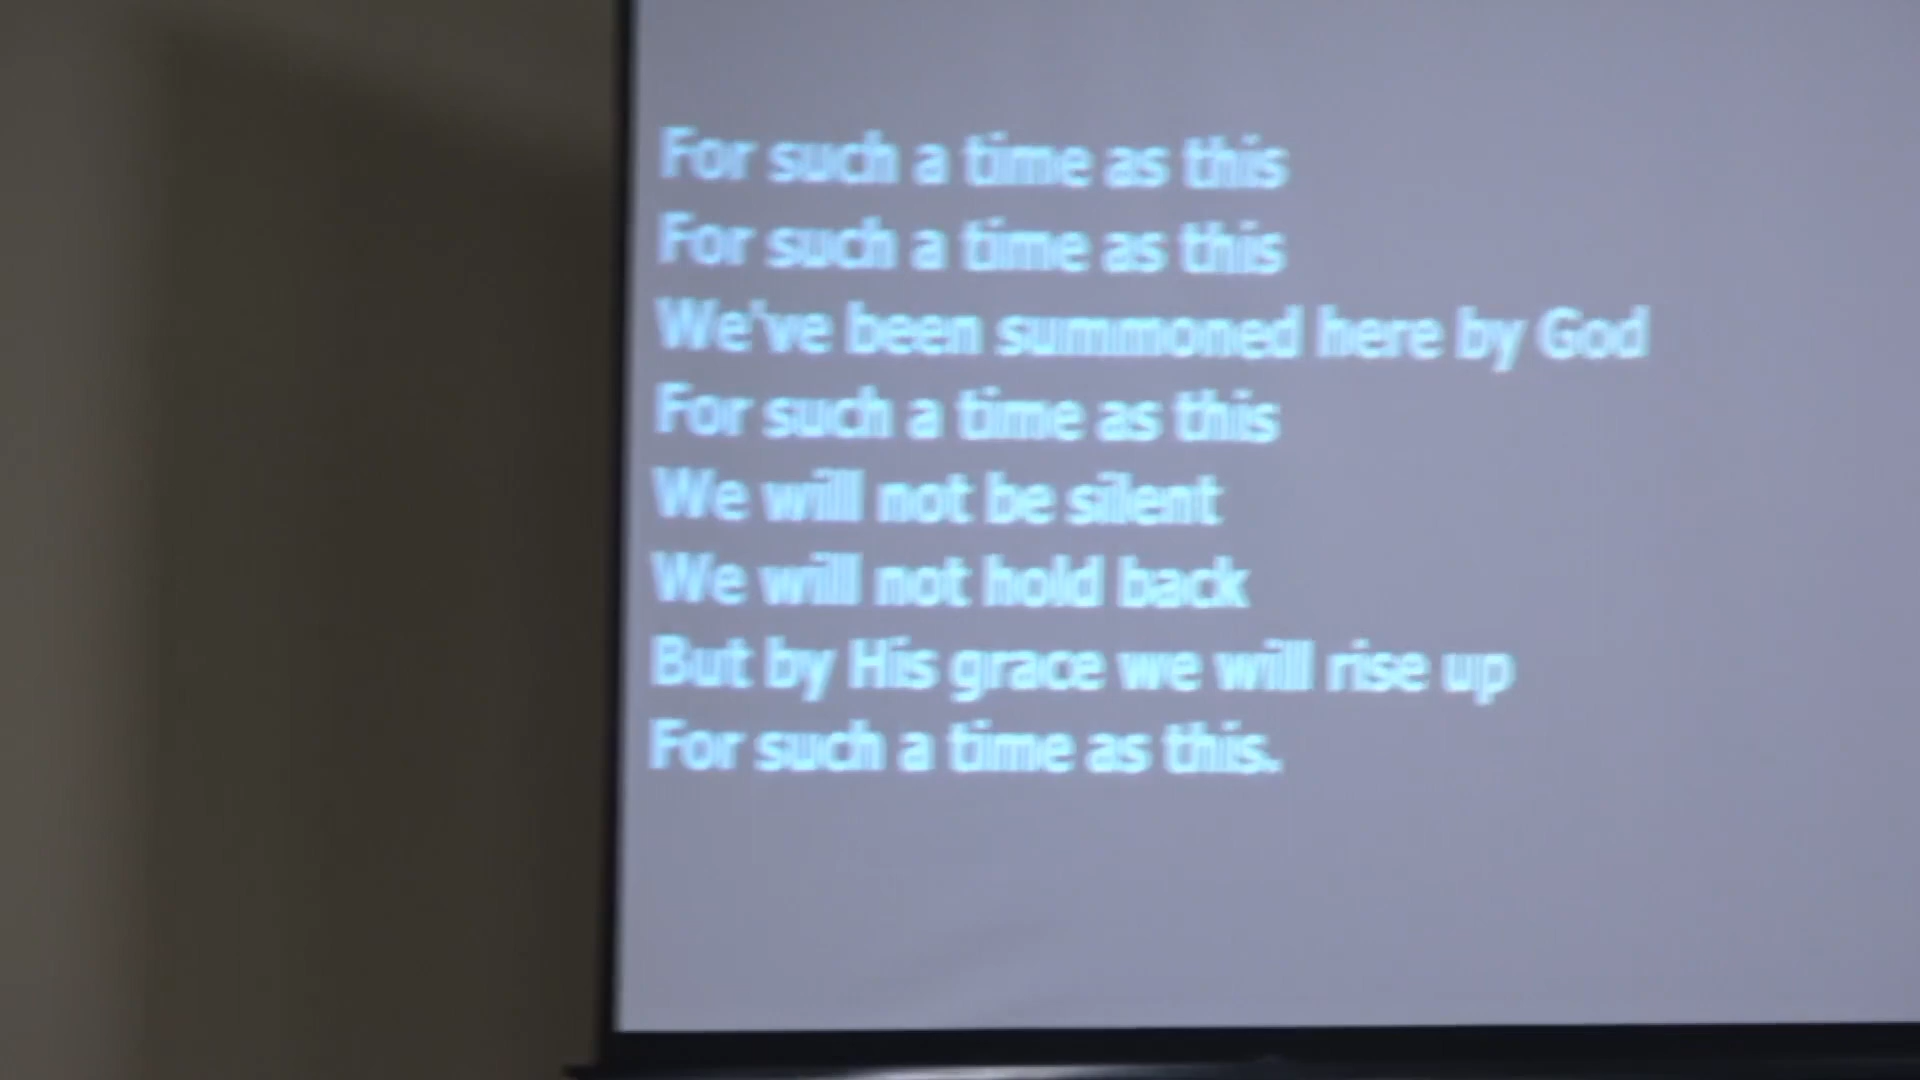 For such a time as this
For such a time as this
We've been summoned here by God
For such a time as this
We will not be silent
We will not hold back
But by His grace we will rise up
For such a time as this.